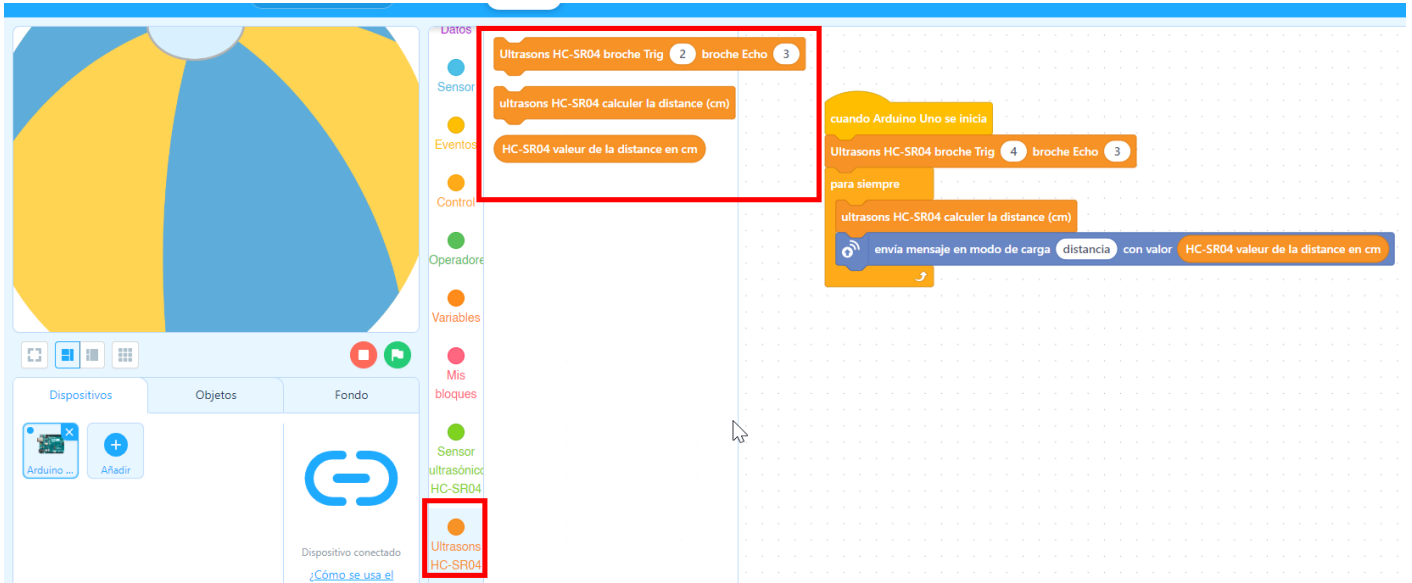 Datos
Sensor
Eventos
Control
Operadore
Variables
Mis
bloques
Sensor
ultrasónico
HC-SR04
Ultrasons
HC-SR04
Ultrasons HC-SR04 broche Trig 2 broche Echo 3
ultrasons HC-SR04 calculer la distance (cm)
HC-SR04 valeur de la distance en cm
cuando Arduino Uno se inicia
Ultrasons HC-SR04 broche Trig 4 broche Echo 3
para siempre
ultrasons HC-SR04 calculer la distance (cm)
envía mensaje en modo de carga distancia con valor HC-SR04 valeur de la distance en cm
Dispositivos
Objetos
Fondo
Arduino ...
Añadir
Dispositivo conectado
¿Cómo se usa el